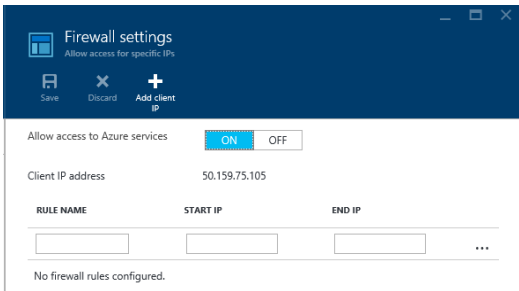 Firewall settings
Allow access for specific IPs
Save Discard Add client IP
Allow access to Azure services ON OFF
Client IP address 50.159.75.105
RULE NAME START IP END IP
...
No firewall rules configured.